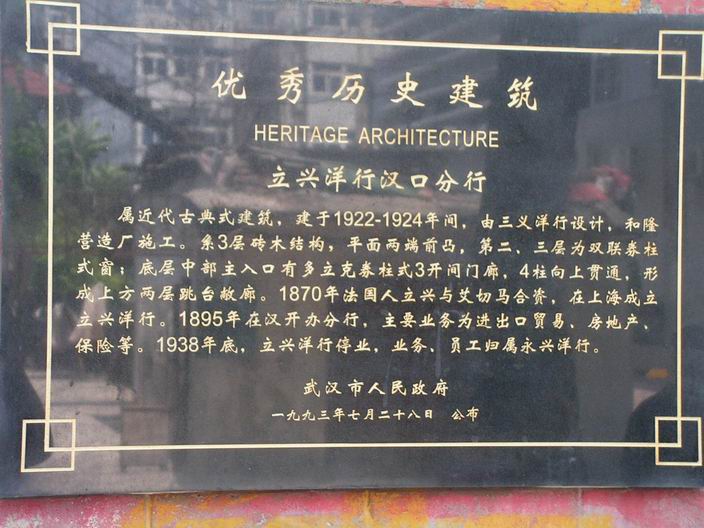 优秀历史建筑
HERITAGE ARCHITECTURE
立兴洋行汉口分行
属近代古典式建筑，建于1922-1924年间，由三义洋行设计，和隆
营造厂施工。系3层砖木结构，平面两端前凸，第二、三层为双联券柱
式窗；底层中部主入口有多立克券柱式3开间门廊，4柱向上贯通，形
成上方两层跳台敞廊。1870年法国人立兴与艾切马合资，在上海成立
立兴洋行。1895年在汉开办分行，主要业务为进出口贸易、房地产、
保险等。1938年底，立兴洋行停业，业务、员工归属永兴洋行。
武汉市人民政府
一九九三年七月二十八日 公布